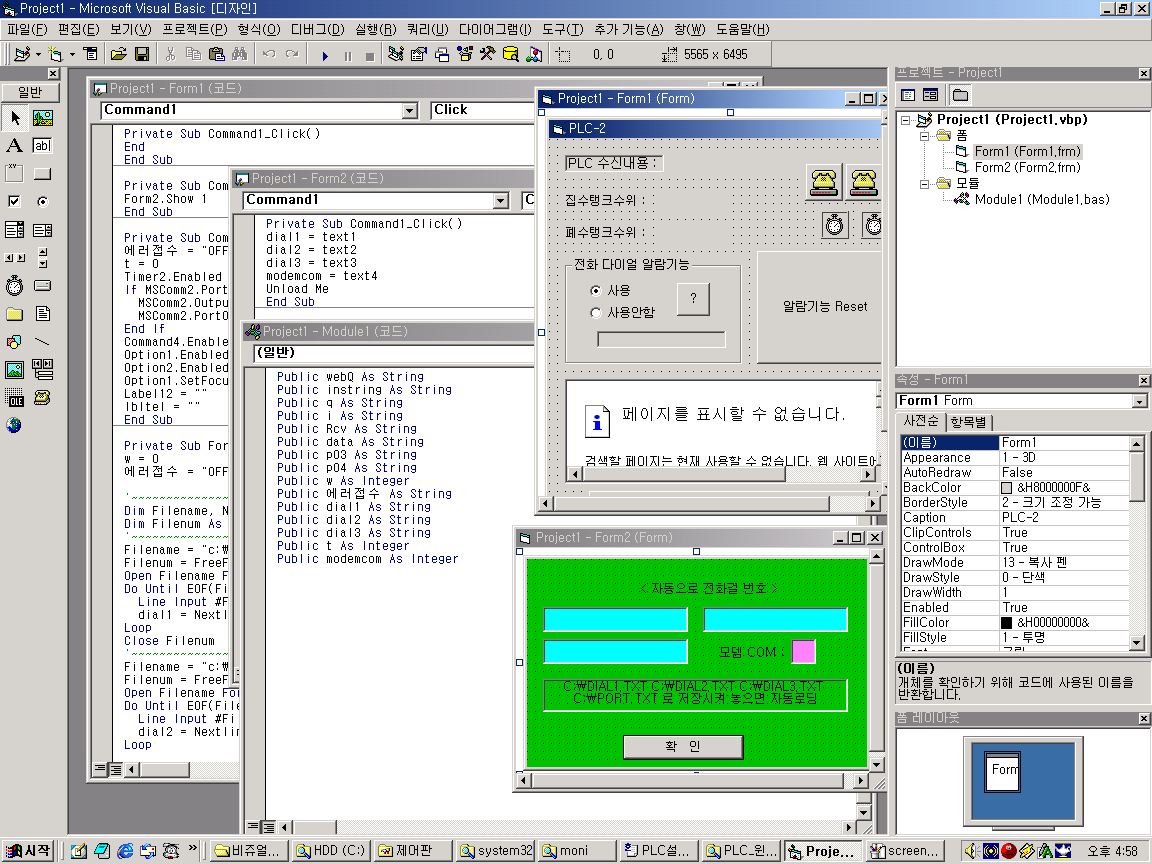 Project1 - Microsoft Visual Basic [디자인]
파일(F) 편집(E) 보기(V) 프로젝트(P) 형식(O) 디버그(D) 실행(R) 쿼리(U) 다이어그램(I) 도구(T) 추가 기능(A) 창(W) 도움말(H)
0, 0 5565 x 6495
일반
A
ab|
xy
OLE
Project1 - Form1 (코드)
Command1 Click
Private Sub Command1_Click()
End
End Sub
Private Sub Com
Form2.Show 1
End Sub
Private Sub Com
에러접수 = "OFF
t = 0
Timer2.Enabled
If MSComm2.Port
MSComm2.Outpu
MSComm2.PortO
End If
Command4.Enable
Option1.Enabled
Option2.Enabled
Option1.SetFocu
Label12 = ""
lbltel = ""
End Sub
Private Sub For
w = 0
에러접수 = "OFF
Dim Filename, N
Dim Filenum As
Filename = "c:₩
Filenum = FreeF
Open Filename F
Do Until EOF(Fi
Line Input #F
dial1 = Nextli
Loop
Close Filenum
Filename = "c:₩
Filenum = FreeF
Open Filename For
Do Until EOF(File
Line Input #Fi
dial2 = Nextlin
Loop
Project1 - Form2 (코드)
Command1
Private Sub Command1_Click()
dial1 = text1
dial2 = text2
dial3 = text3
modemcom = text4
Unload Me
End Sub
Project1 - Module1 (코드)
(일반)
Public webQ As String
Public instring As String
Public q As String
Public i As String
Public Rcv As String
Public data As String
Public p03 As String
Public p04 As String
Public w As Integer
Public 에러접수 As String
Public dial1 As String
Public dial2 As String
Public dial3 As String
Public t As Integer
Public modemcom As Integer
Project1 - Form1 (Form)
PLC-2
PLC 수신내용 :
집수탱크수위 :
폐수탱크수위 :
전화 다이얼 알람기능
사용
?
사용안함
알람기능 Reset
페이지를 표시할 수 없습니다.
검색할 페이지는 현재 사용할 수 없습니다. 웹 사이트에
Project1 - Form2 (Form)
< 자동으로 전화걸 번호 >
모뎀 COM :
C:₩DIAL1.TXT C:₩DIAL2.TXT C:₩DIAL3.TXT
C:₩PORT.TXT 로 저장시켜 놓으면 자동로딩
확 인
프로젝트 - Project1
Project1 (Project1.vbp)
폼
Form1 (Form1.frm)
Form2 (Form2.frm)
모듈
Module1 (Module1.bas)
속성 - Form1
Form1 Form
사전순 항목별
(이름) Form1
Appearance 1 - 3D
AutoRedraw False
BackColor &H8000000F&
BorderStyle 2 - 크기 조정 가능
Caption PLC-2
ClipControls True
ControlBox True
DrawMode 13 - 복사 펜
DrawStyle 0 - 단색
DrawWidth 1
Enabled True
FillColor &H00000000&
FillStyle 1 - 투명
(이름)
개체를 확인하기 위해 코드에 사용된 이름을
반환합니다.
폼 레이아웃
Form
시작 » 비쥬얼... HDD (C:) 제어판 system32 moni PLC설... PLC_윈... Proje... screen... 오후 4:58